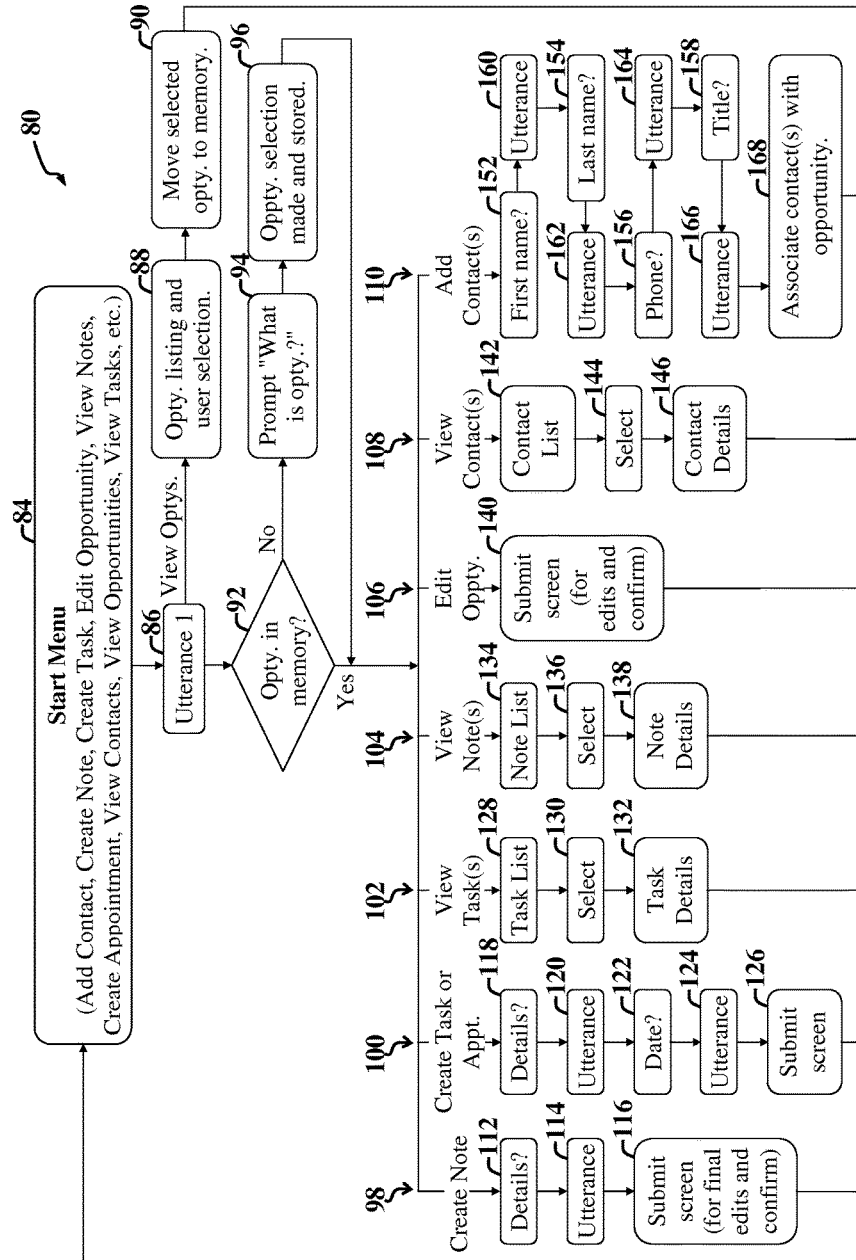 80
84
Start Menu
(Add Contact, Create Note, Create Task, Edit Opportunity, View Notes,
Create Appointment, View Contacts, View Opportunities, View Tasks, etc.)
86
Utterance 1
View Optys.
88
Opty. listing and
user selection.
90
Move selected
opty. to memory.
92
Opty. in
memory?
No
Yes
94
Prompt "What
is opty.?"
96
Oppty. selection
made and stored.
98
Create Note
112
Details?
114
Utterance
116
Submit
screen
(for final
edits and
confirm)
100
Create Task or
Appt.
118
Details?
120
Utterance
122
Date?
124
Utterance
126
Submit
screen
102
View
Task(s)
128
Task List
130
Select
132
Task
Details
104
View
Note(s)
134
Note List
136
Select
138
Note
Details
106
Edit
Oppty.
140
Submit
screen
(for
edits and
confirm)
108
View
Contact(s)
142
Contact
List
144
Select
146
Contact
Details
110
Add
Contact(s)
152
First name?
160
Utterance
154
Last name?
162
Utterance
156
Phone?
164
Utterance
158
Title?
166
Utterance
168
Associate contact(s) with
opportunity.